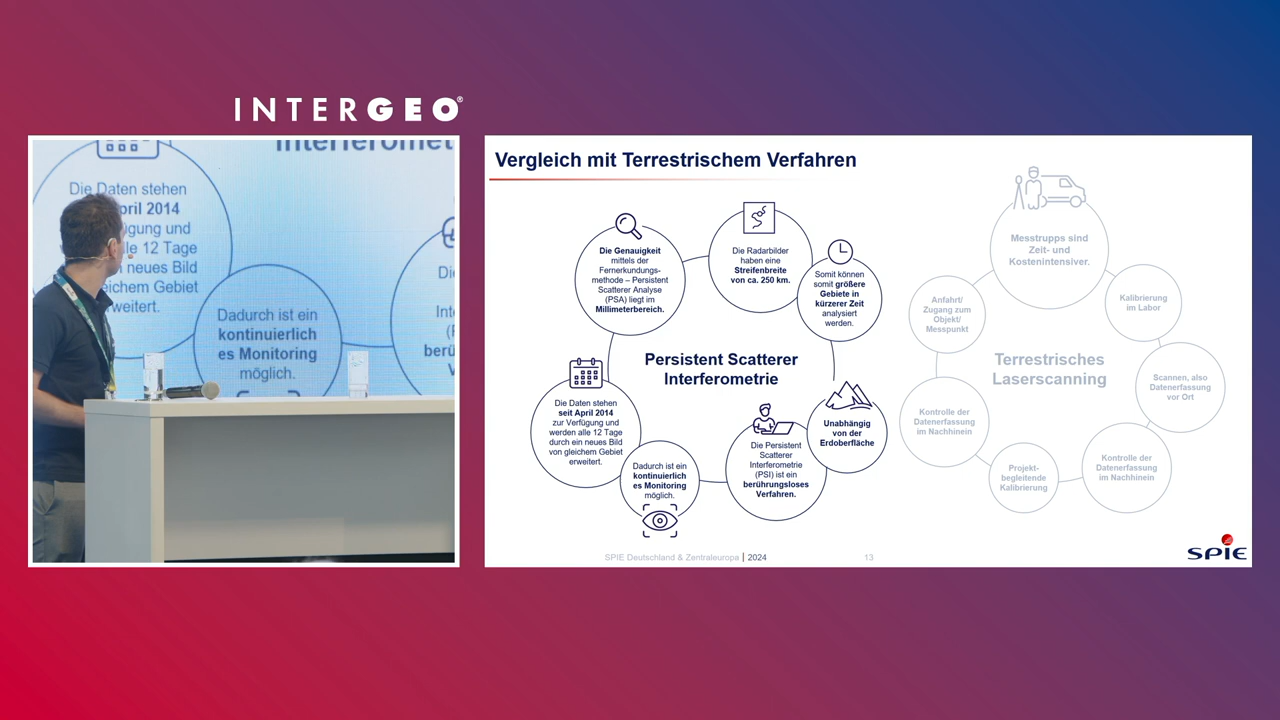 INTERGEO®
Interferomet
Die Daten stehen
pril 2014
gung und
le 12 Tage
neues Bild
gleichem Gebiet
rweitert.
Dadurch ist ein
kontinuierlich
es Monitoring
möglich.
Di
Int
berü
Vergleich mit Terrestrischem Verfahren
Die Genauigkeit
mittels der
Fernerkundungs-
methode – Persistent
Scatterer Analyse
(PSA) liegt im
Millimeterbereich.
Die Radarbilder
haben eine
Streifenbreite
von ca. 250 km.
Somit können
somit größere
Gebiete in
kürzerer Zeit
analysiert
werden.
Persistent Scatterer
Interferometrie
Die Daten stehen
seit April 2014
zur Verfügung und
werden alle 12 Tage
durch ein neues Bild
von gleichem Gebiet
erweitert.
Dadurch ist ein
kontinuierlich
es Monitoring
möglich.
Die Persistent
Scatterer
Interferometrie
(PSI) ist ein
berührungsloses
Verfahren.
Unabhängig
von der
Erdoberfläche
Messtrupps sind
Zeit- und
Kostenintensiver.
Anfahrt/
Zugang zum
Objekt/
Messpunkt
Kalibrierung
im Labor
Terrestrisches
Laserscanning
Scannen, also
Datenerfassung
vor Ort
Kontrolle der
Datenerfassung
im Nachhinein
Projekt-
begleitende
Kalibrierung
Kontrolle der
Datenerfassung
im Nachhinein
SPIE Deutschland & Zentraleuropa | 2024
13
SPIE